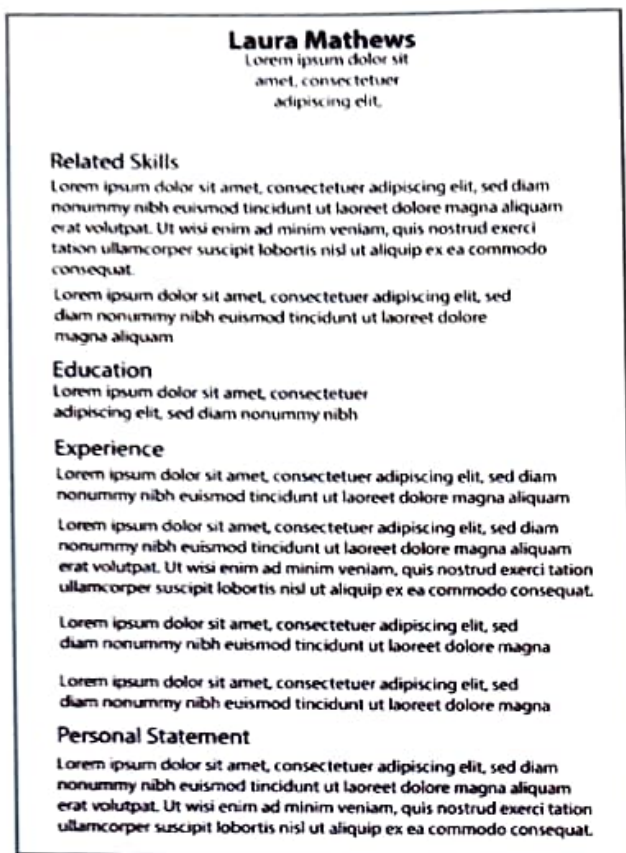 Laura Mathews
Lorem ipsum dolor sit
amet, consectetuer
adipiscing elit,
Related Skills
Lorem ipsum dolor sit amet, consectetuer adipiscing elit, sed diam
nonummy nibh euismod tincidunt ut laoreet dolore magna aliquam
erat volutpat. Ut wisi enim ad minim veniam, quis nostrud exerci
tation ullamcorper suscipit lobortis nisl ut aliquip ex ea commodo
consequat.
Lorem ipsum dolor sit amet, consectetuer adipiscing elit, sed
diam nonummy nibh euismod tincidunt ut laoreet dolore
magna aliquam
Education
Lorem ipsum dolor sit amet, consectetuer
adipiscing elit, sed diam nonummy nibh
Experience
Lorem ipsum dolor sit amet, consectetuer adipiscing elit, sed diam
nonummy nibh euismod tincidunt ut laoreet dolore magna aliquam
Lorem ipsum dolor sit amet, consectetuer adipiscing elit, sed diam
nonummy nibh euismod tincidunt ut laoreet dolore magna aliquam
erat volutpat. Ut wisi enim ad minim veniam, quis nostrud exerci tation
ullamcorper suscipit lobortis nisl ut aliquip ex ea commodo consequat.
Lorem ipsum dolor sit amet, consectetuer adipiscing elit, sed
diam nonummy nibh euismod tincidunt ut laoreet dolore magna
Lorem ipsum dolor sit amet, consectetuer adipiscing elit, sed
diam nonummy nibh euismod tincidunt ut laoreet dolore magna
Personal Statement
Lorem ipsum dolor sit amet, consectetuer adipiscing elit, sed diam
nonummy nibh euismod tincidunt ut laoreet dolore magna aliquam
erat volutpat. Ut wisi enim ad minim veniam, quis nostrud exerci tation
ullamcorper suscipit lobortis nisl ut aliquip ex ea commodo consequat.